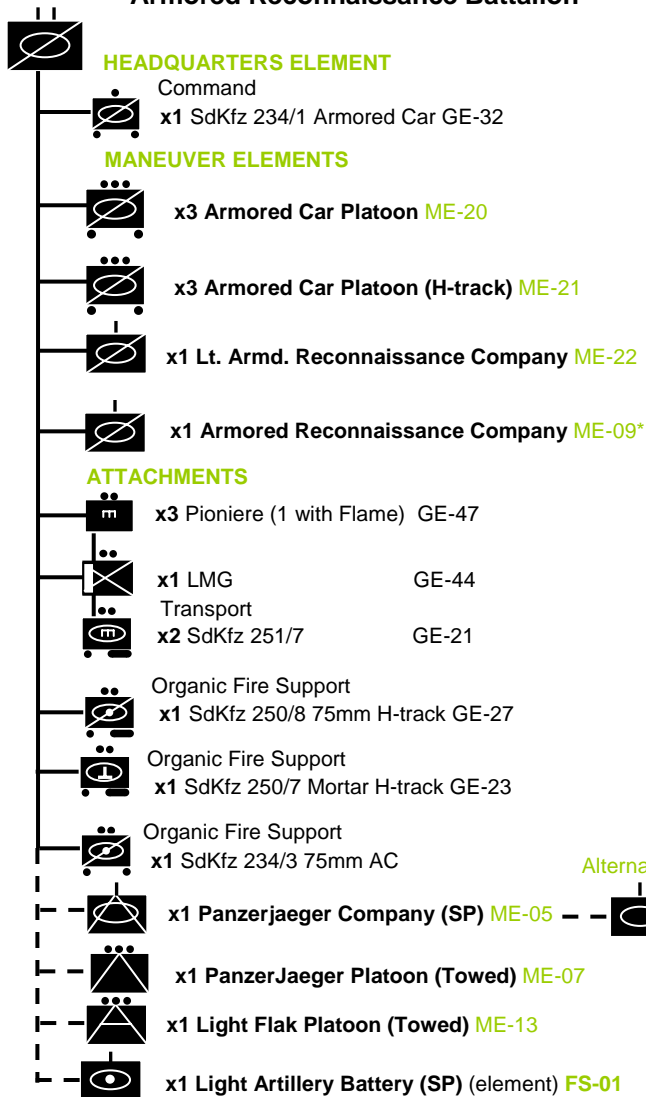 Armored Reconnaissance Battalion
HEADQUARTERS ELEMENT
Command
x1 SdKfz 234/1 Armored Car GE-32
MANEUVER ELEMENTS
x3 Armored Car Platoon ME-20
x3 Armored Car Platoon (H-track) ME-21
x1 Lt. Armd. Reconnaissance Company ME-22
x1 Armored Reconnaissance Company ME-09*
ATTACHMENTS
x3 Pioniere (1 with Flame) GE-47
x1 LMG GE-44
Transport
x2 SdKfz 251/7 GE-21
Organic Fire Support
x1 SdKfz 250/8 75mm H-track GE-27
Organic Fire Support
x1 SdKfz 250/7 Mortar H-track GE-23
Organic Fire Support
x1 SdKfz 234/3 75mm AC
Alterna
x1 Panzerjaeger Company (SP) ME-05
x1 PanzerJaeger Platoon (Towed) ME-07
x1 Light Flak Platoon (Towed) ME-13
x1 Light Artillery Battery (SP) (element) FS-01